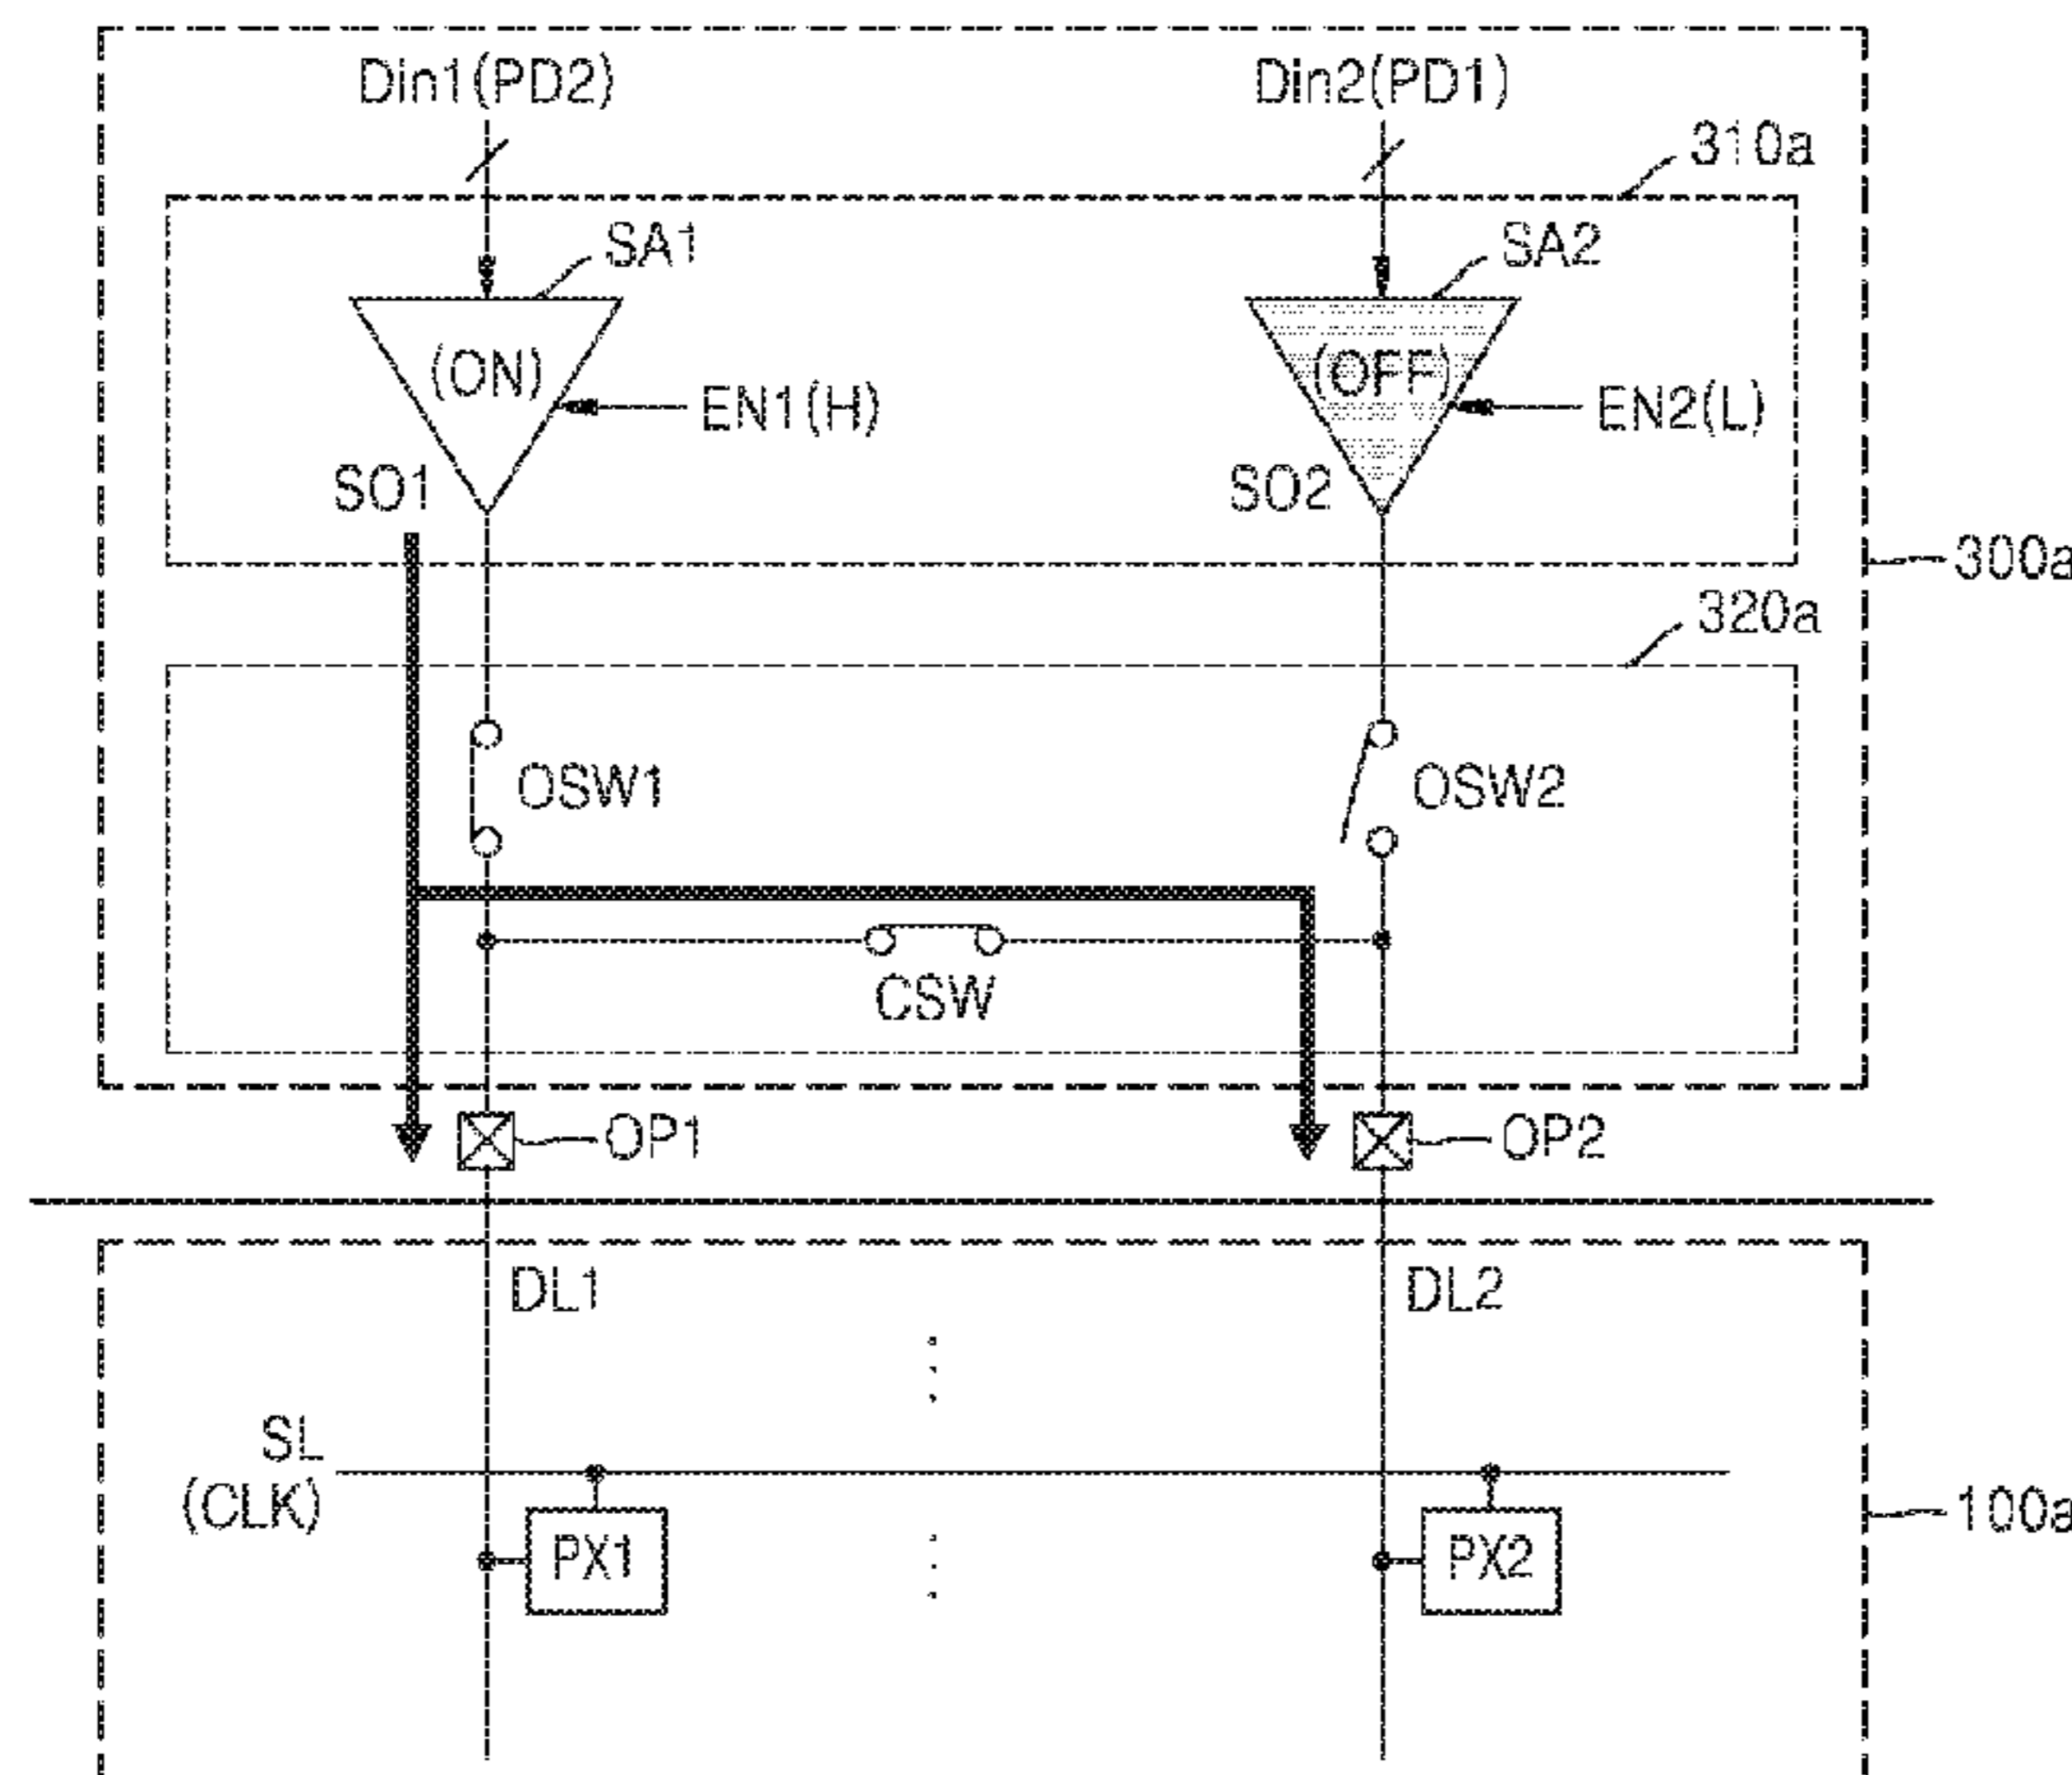 Din1(PD2)
Din2(PD1)
310a
SA1
SA2
(ON)
(OFF)
EN1(H)
EN2(L)
SO1
SO2
300a
320a
OSW1
OSW2
CSW
OP1
OP2
DL1
DL2
SL
(CLK)
PX1
PX2
100a